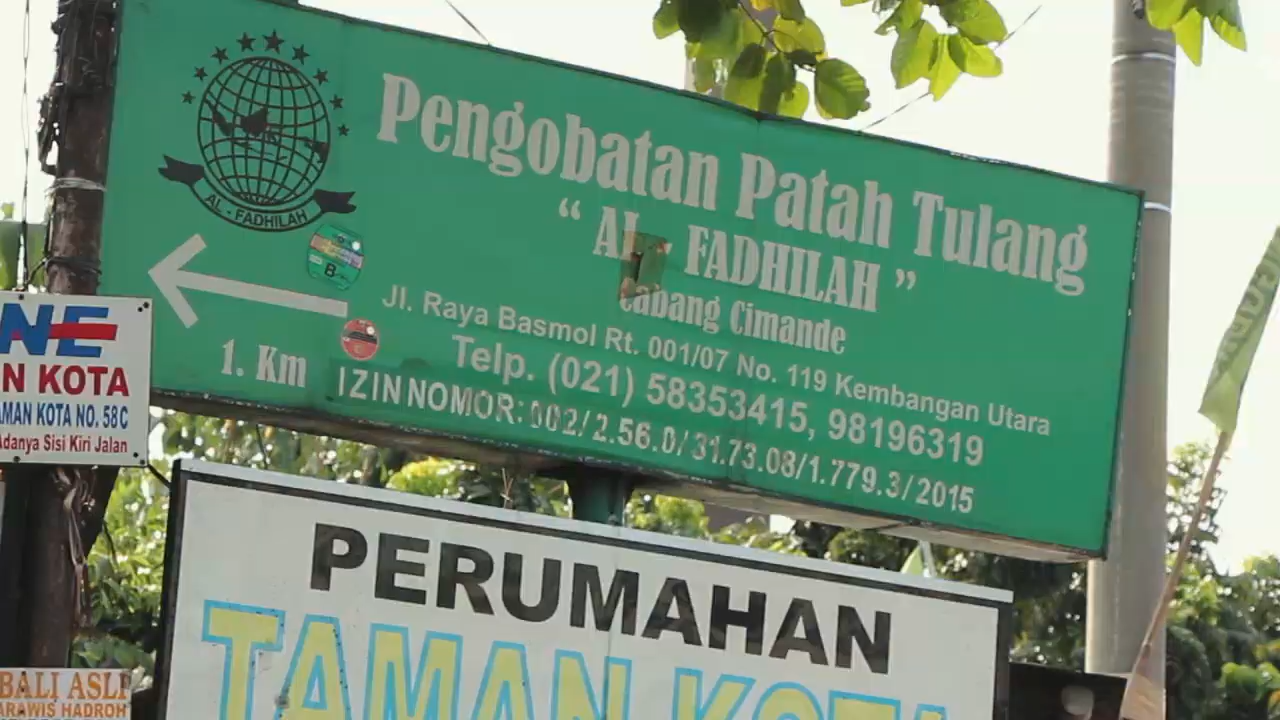 Pengobatan Patah Tulang
“ AL - FADHILAH ”
Cabang Cimande
Jl. Raya Basmol Rt. 001/07 No. 119 Kembangan Utara
Telp. (021) 58353415, 98196319
IZIN NOMOR: 002/2.56.0/31.73.08/1.779.3/2015
AL - FADHILAH
1. Km
B
NE
N KOTA
AMAN KOTA NO. 58C
Adanya Sisi Kiri Jalan
PERUMAHAN
TAMAN KOTA
BALI ASLI
ARAWIS HADROH